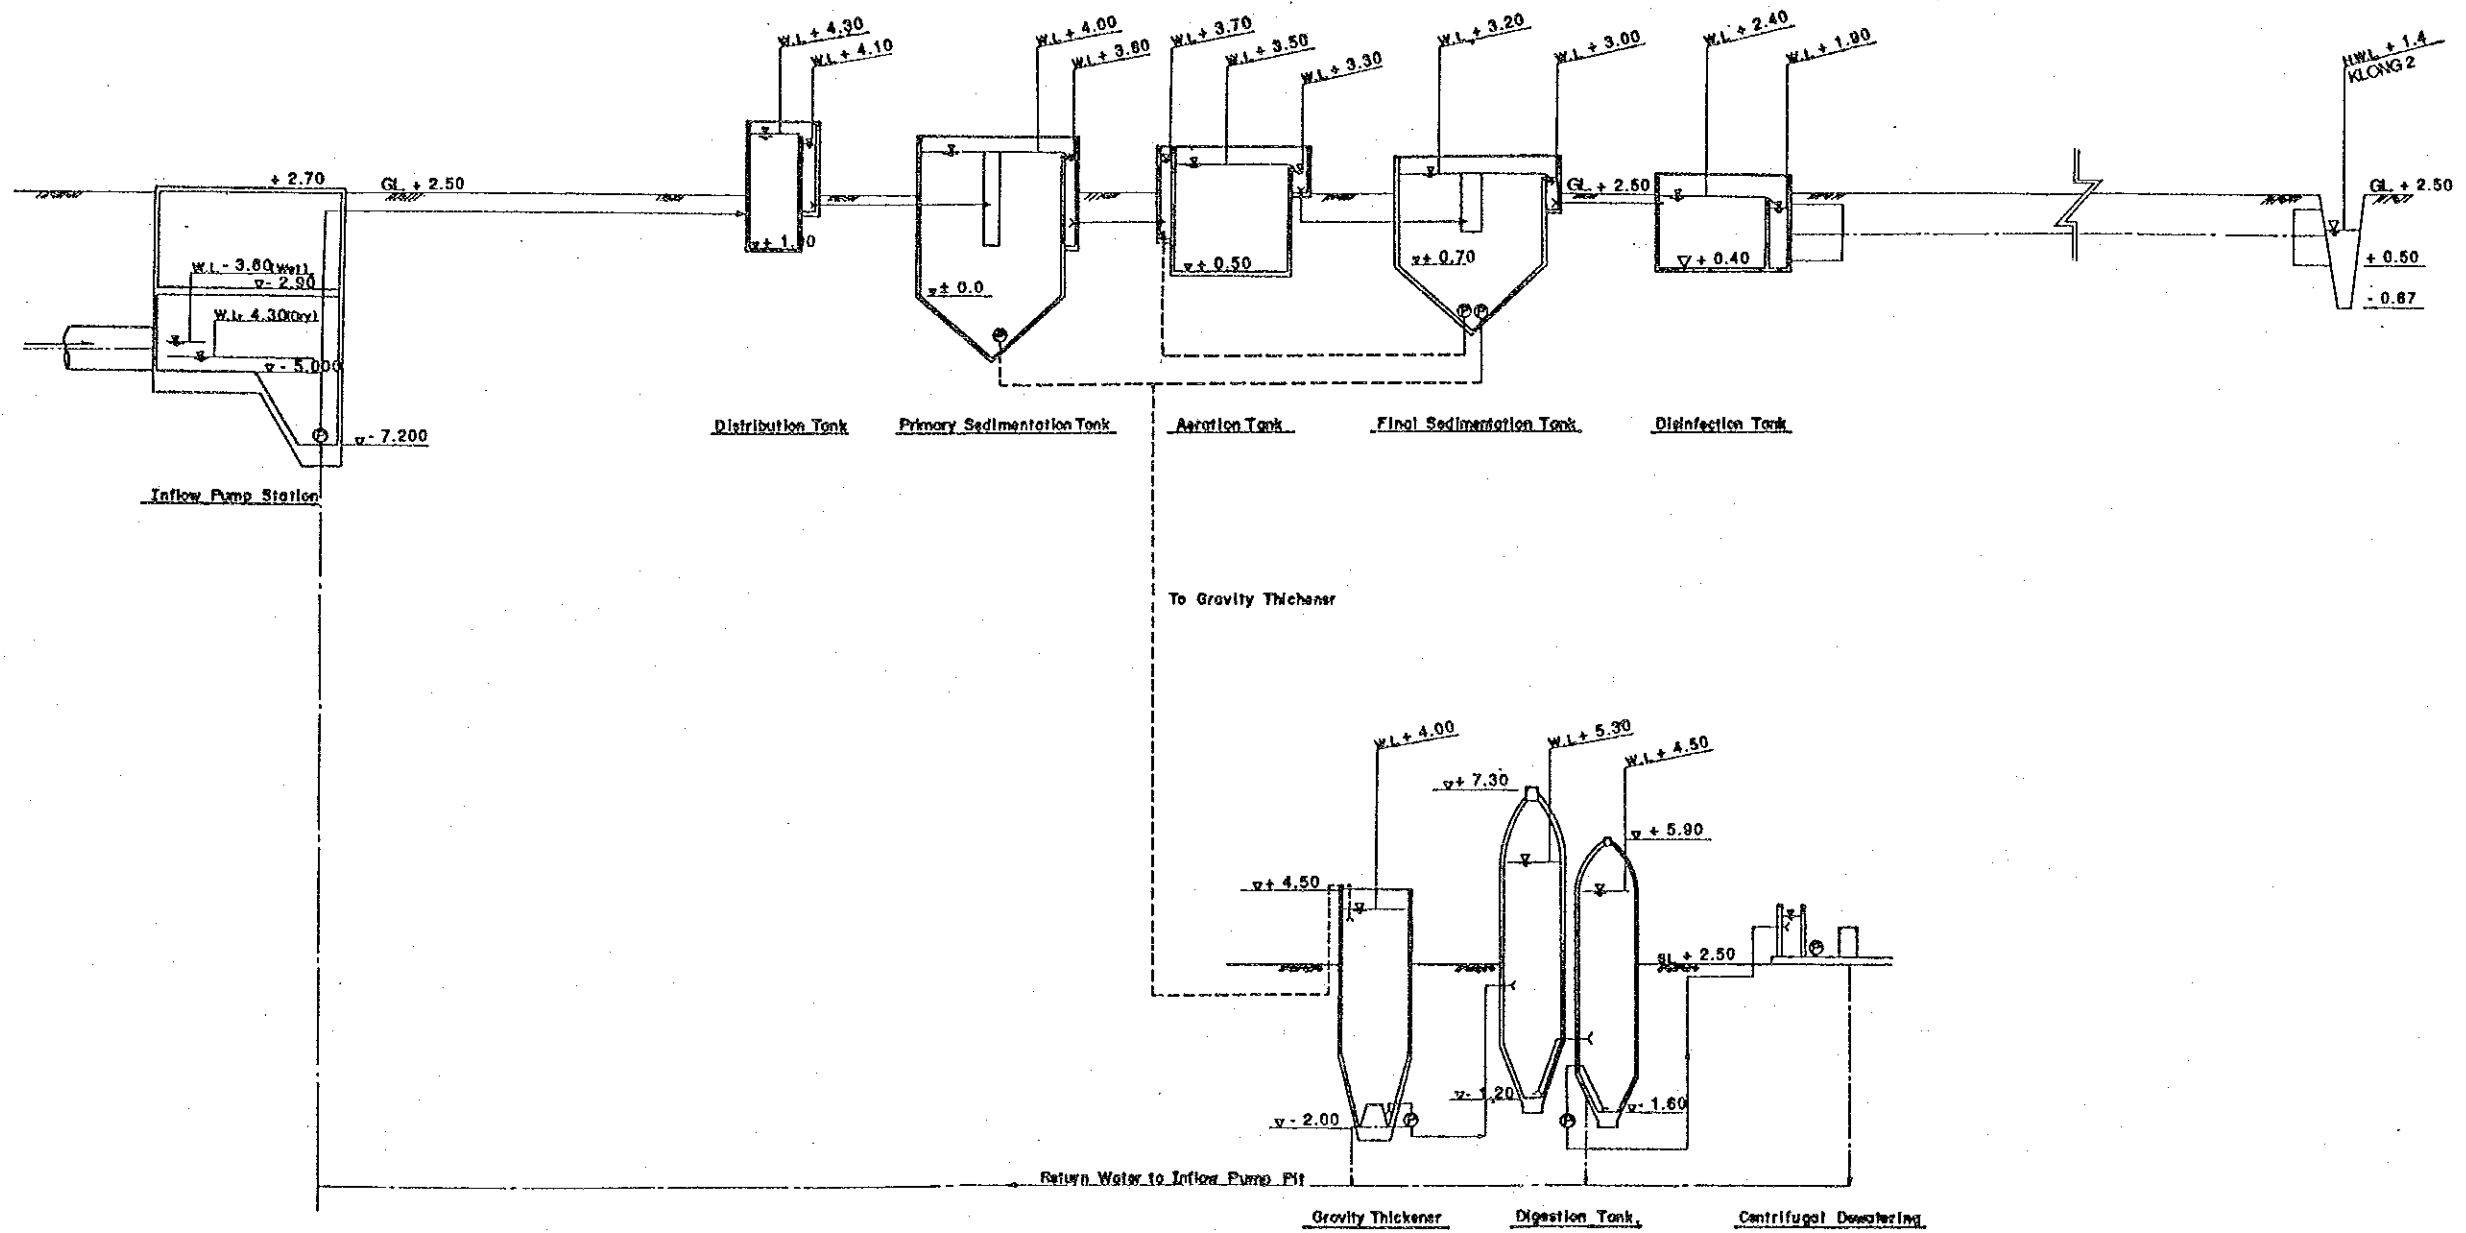 W.L + 4.30
W.L + 4.10
W.L + 4.00
W.L + 3.60
W.L + 3.70
W.L + 3.50
W.L + 3.30
W.L + 3.20
W.L + 3.00
W.L + 2.40
W.L + 1.90
H.W.L + 1.4
KLONG 2
+ 2.70
GL. + 2.50
GL. + 2.50
GL. + 2.50
+ 0.50
- 0.67
W.L - 3.60 (Wet)
- 2.90
W.L - 4.30 (Dry)
- 5.000
- 7.200
± 0.0
+ 0.50
± 0.70
+ 0.40
Distribution Tank
Primary Sedimentation Tank
Aeration Tank
Final Sedimentation Tank
Disinfection Tank
P
P
P
P
Inflow Pump Station
To Gravity Thichener
W.L + 4.00
W.L + 5.30
W.L + 4.50
+ 7.30
+ 5.90
+ 4.50
+ 2.50
P
- 1.20
- 1.60
- 2.00
P
P
Return Water to Inflow Pump Pit
Gravity Thickener
Digestion Tank
Centrifugal Dewatering